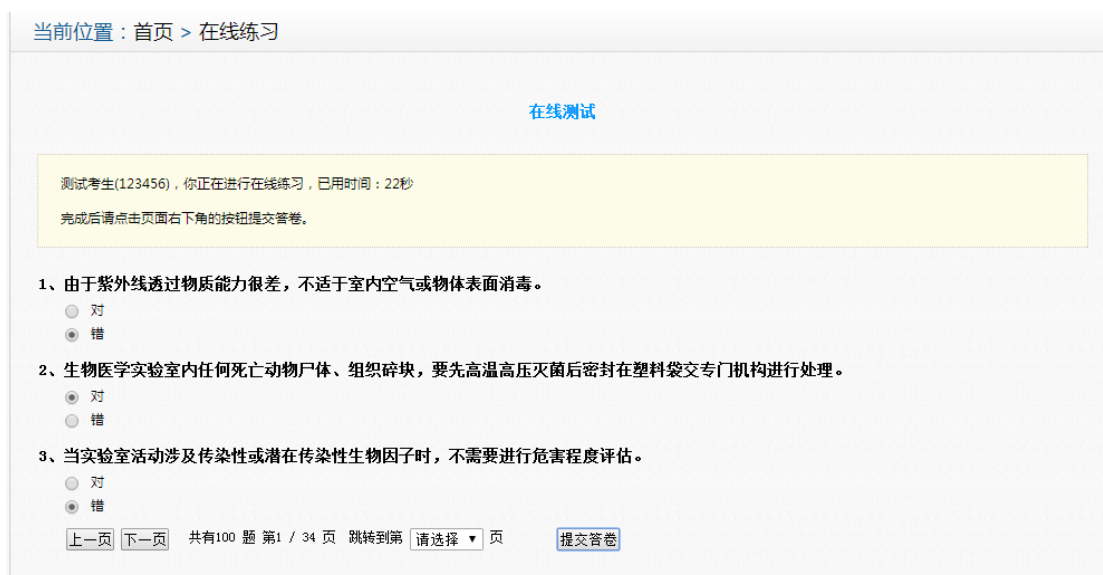 当前位置：首页 > 在线练习
在线测试
测试考生(123456)，你正在进行在线练习，已用时间：22秒
完成后请点击页面右下角的按钮提交答卷。
1、由于紫外线透过物质能力很差，不适于室内空气或物体表面消毒。
对
错
2、生物医学实验室内任何死亡动物尸体、组织碎块，要先高温高压灭菌后密封在塑料袋交专门机构进行处理。
对
错
3、当实验室活动涉及传染性或潜在传染性生物因子时，不需要进行危害程度评估。
对
错
上一页 下一页 共有100 题 第1 / 34 页 跳转到第 请选择 页 提交答卷